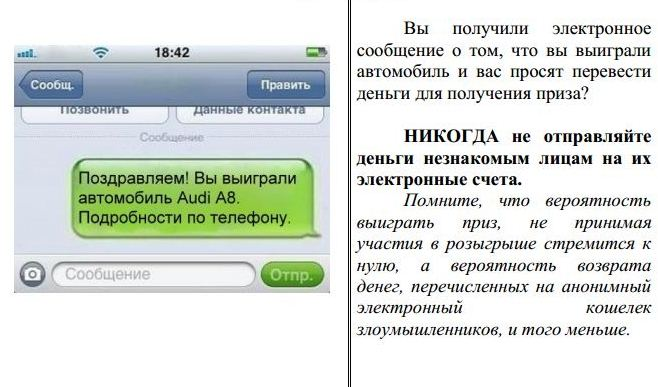 18:42
Сообщ.
Править
Позвонить
Данные контакта
Сообщение
Поздравляем! Вы выиграли
автомобиль Audi A8.
Подробности по телефону.
Сообщение
Отпр.
Вы получили электронное
сообщение о том, что вы выиграли
автомобиль и вас просят перевести
деньги для получения приза?
НИКОГДА не отправляйте
деньги незнакомым лицам на их
электронные счета.
Помните, что вероятность
выиграть приз, не принимая
участия в розыгрыше стремится к
нулю, а вероятность возврата
денег, перечисленных на анонимный
электронный кошелек
злоумышленников, и того меньше.